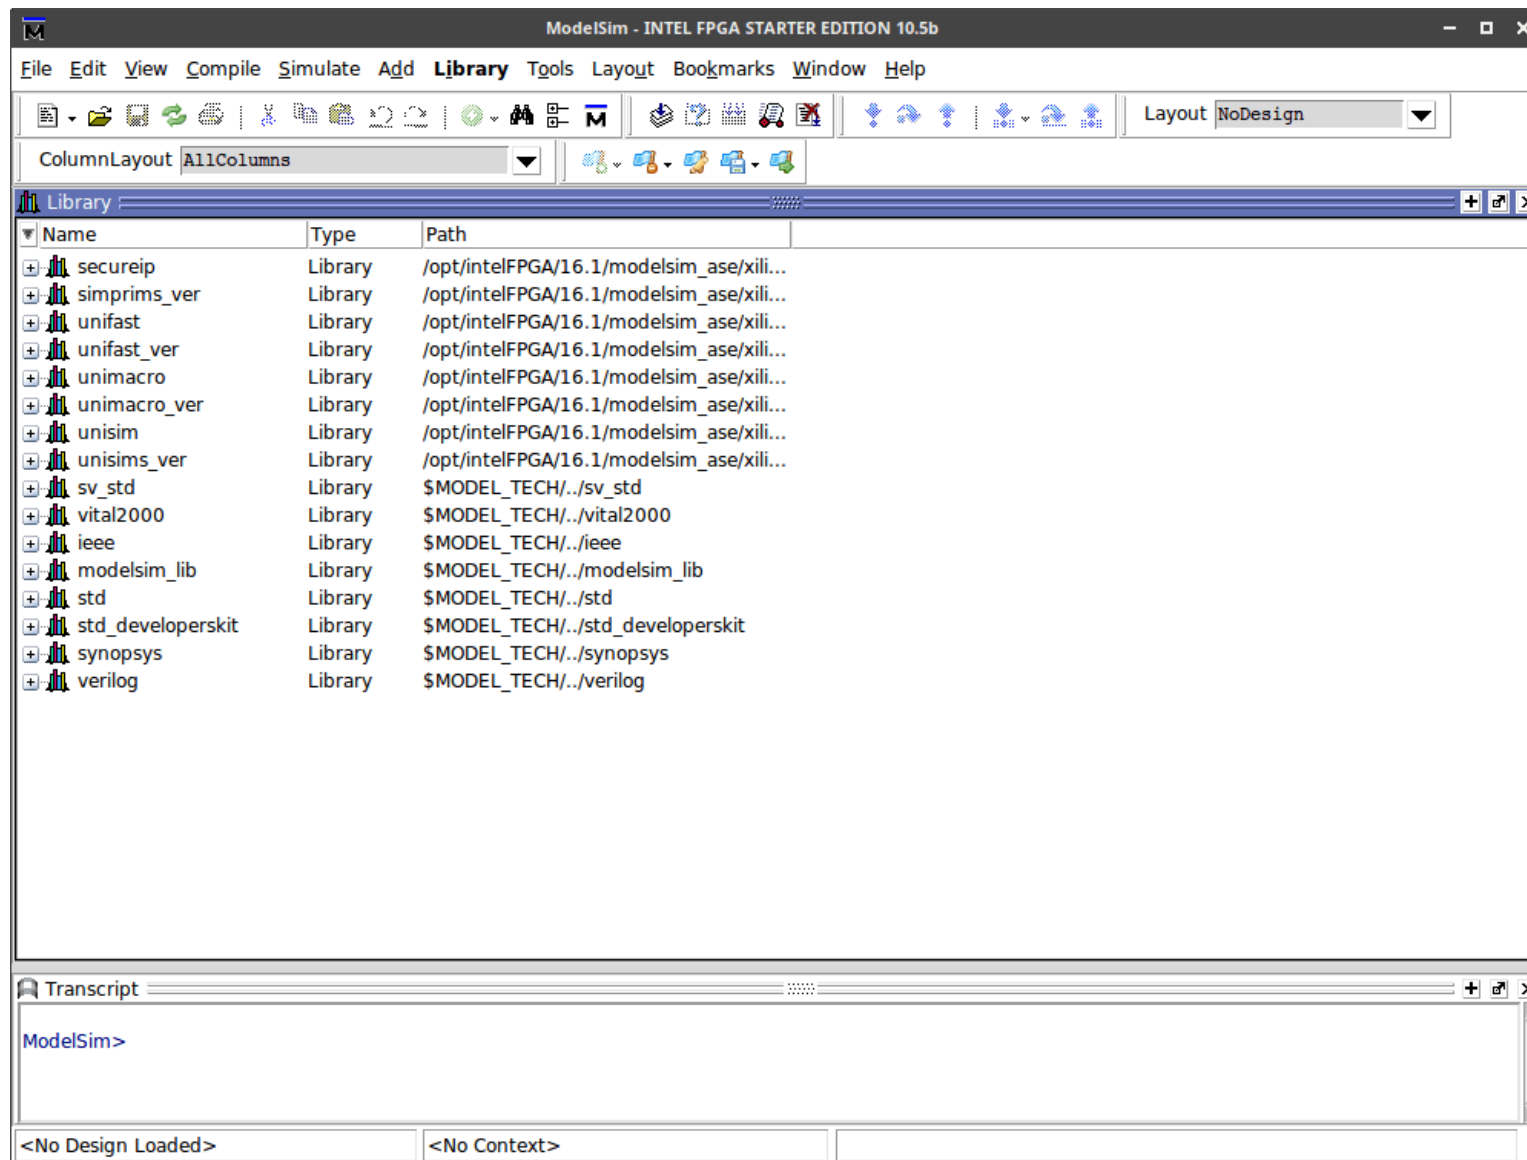 ModelSim - INTEL FPGA STARTER EDITION 10.5b
File Edit View Compile Simulate Add Library Tools Layout Bookmarks Window Help
Layout NoDesign
ColumnLayout AllColumns
Library
Name Type Path
secureip Library /opt/intelFPGA/16.1/modelsim_ase/xili...
simprims_ver Library /opt/intelFPGA/16.1/modelsim_ase/xili...
unifast Library /opt/intelFPGA/16.1/modelsim_ase/xili...
unifast_ver Library /opt/intelFPGA/16.1/modelsim_ase/xili...
unimacro Library /opt/intelFPGA/16.1/modelsim_ase/xili...
unimacro_ver Library /opt/intelFPGA/16.1/modelsim_ase/xili...
unisim Library /opt/intelFPGA/16.1/modelsim_ase/xili...
unisims_ver Library /opt/intelFPGA/16.1/modelsim_ase/xili...
sv_std Library $MODEL_TECH/../sv_std
vital2000 Library $MODEL_TECH/../vital2000
ieee Library $MODEL_TECH/../ieee
modelsim_lib Library $MODEL_TECH/../modelsim_lib
std Library $MODEL_TECH/../std
std_developerskit Library $MODEL_TECH/../std_developerskit
synopsys Library $MODEL_TECH/../synopsys
verilog Library $MODEL_TECH/../verilog
Transcript
ModelSim>
<No Design Loaded> <No Context>